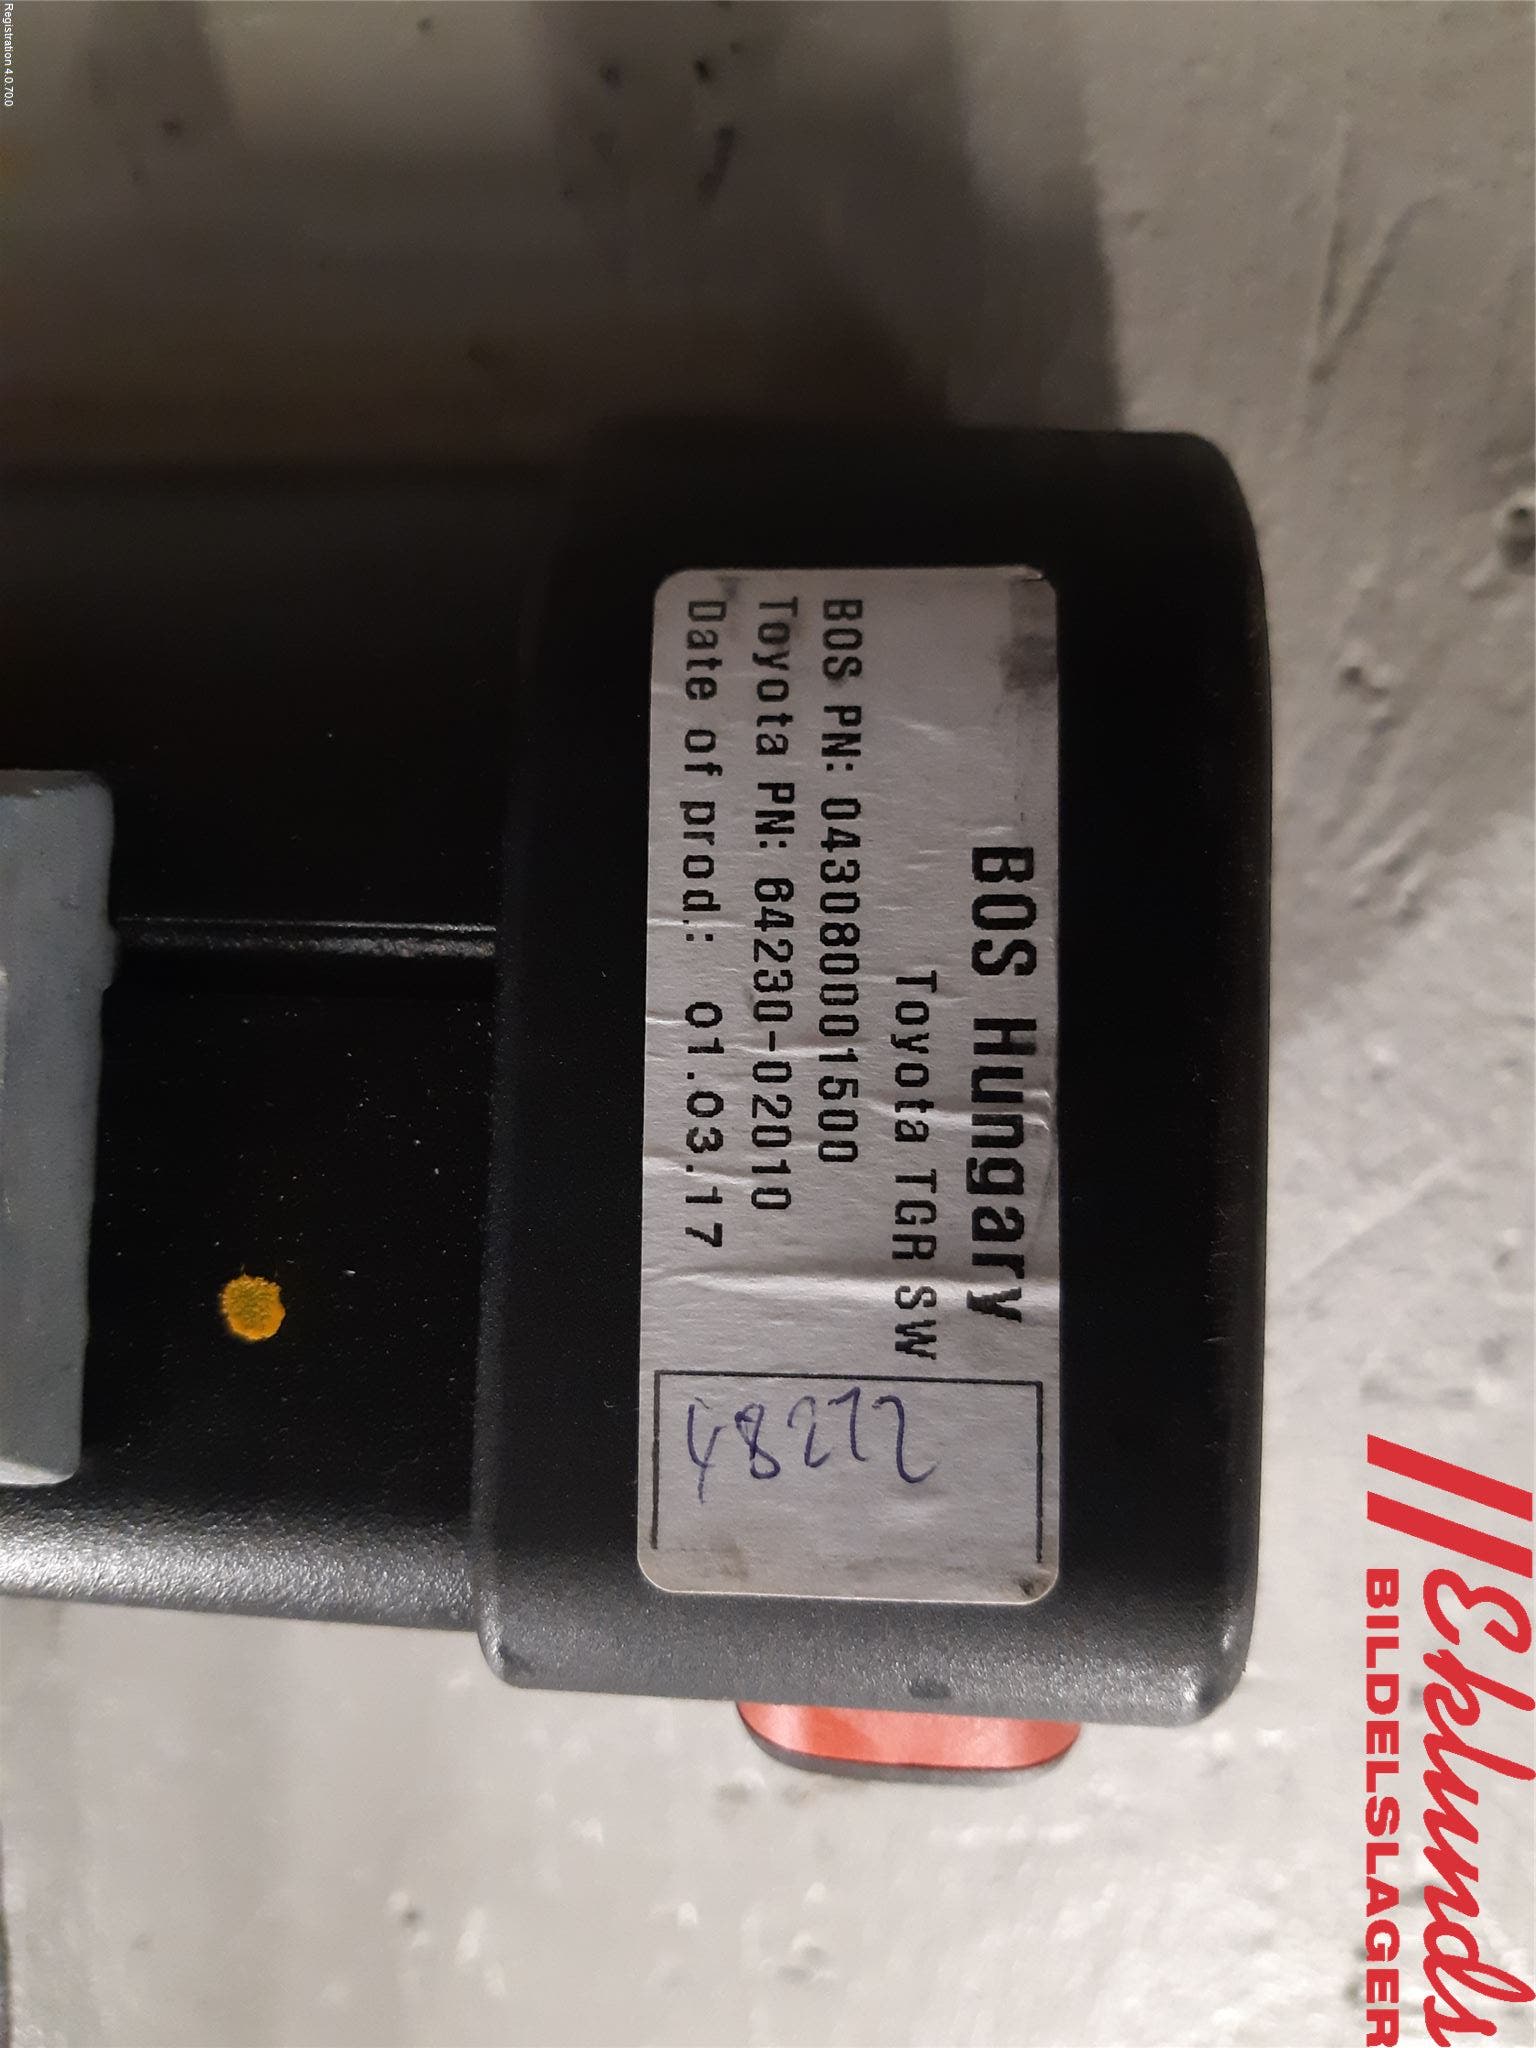 Registration 4.0.70.0
BOS Hungary
Toyota TGR SW
BOS PN: 04308001500
Toyota PN: 64230-02010
Date of prod.: 01.03.17
48272
Eklunds
BILDELSLAGER